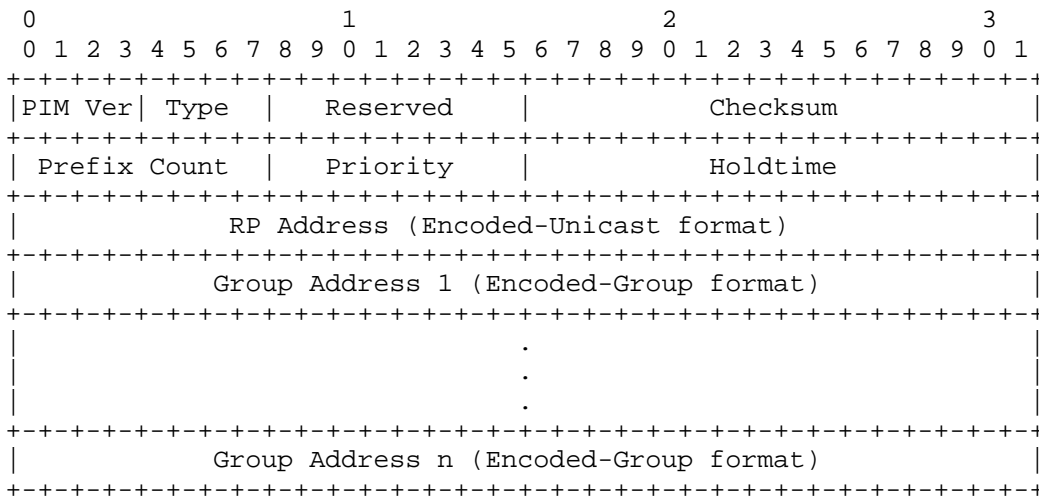 0                   1                   2                   3
 0 1 2 3 4 5 6 7 8 9 0 1 2 3 4 5 6 7 8 9 0 1 2 3 4 5 6 7 8 9 0 1
+-+-+-+-+-+-+-+-+-+-+-+-+-+-+-+-+-+-+-+-+-+-+-+-+-+-+-+-+-+-+-+-+
|PIM Ver| Type  |   Reserved    |           Checksum            |
+-+-+-+-+-+-+-+-+-+-+-+-+-+-+-+-+-+-+-+-+-+-+-+-+-+-+-+-+-+-+-+-+
| Prefix Count  |   Priority    |           Holdtime            |
+-+-+-+-+-+-+-+-+-+-+-+-+-+-+-+-+-+-+-+-+-+-+-+-+-+-+-+-+-+-+-+-+
|             RP Address (Encoded-Unicast format)               |
+-+-+-+-+-+-+-+-+-+-+-+-+-+-+-+-+-+-+-+-+-+-+-+-+-+-+-+-+-+-+-+-+
|            Group Address 1 (Encoded-Group format)             |
+-+-+-+-+-+-+-+-+-+-+-+-+-+-+-+-+-+-+-+-+-+-+-+-+-+-+-+-+-+-+-+-+
|                               .                               |
|                               .                               |
|                               .                               |
+-+-+-+-+-+-+-+-+-+-+-+-+-+-+-+-+-+-+-+-+-+-+-+-+-+-+-+-+-+-+-+-+
|            Group Address n (Encoded-Group format)             |
+-+-+-+-+-+-+-+-+-+-+-+-+-+-+-+-+-+-+-+-+-+-+-+-+-+-+-+-+-+-+-+-+